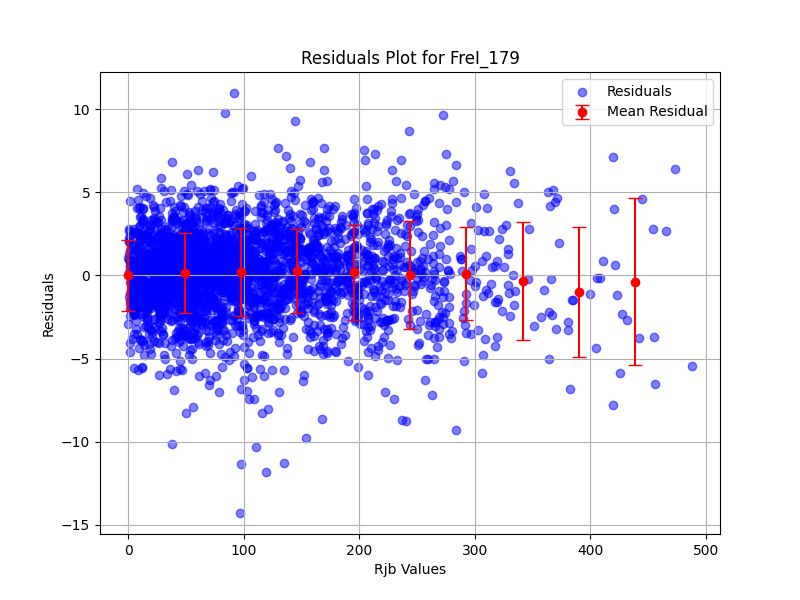 Residuals Plot for FreI_179
Residuals
Mean Residual
10
5
0
−5
−10
−15
Residuals
0 100 200 300 400 500
Rjb Values